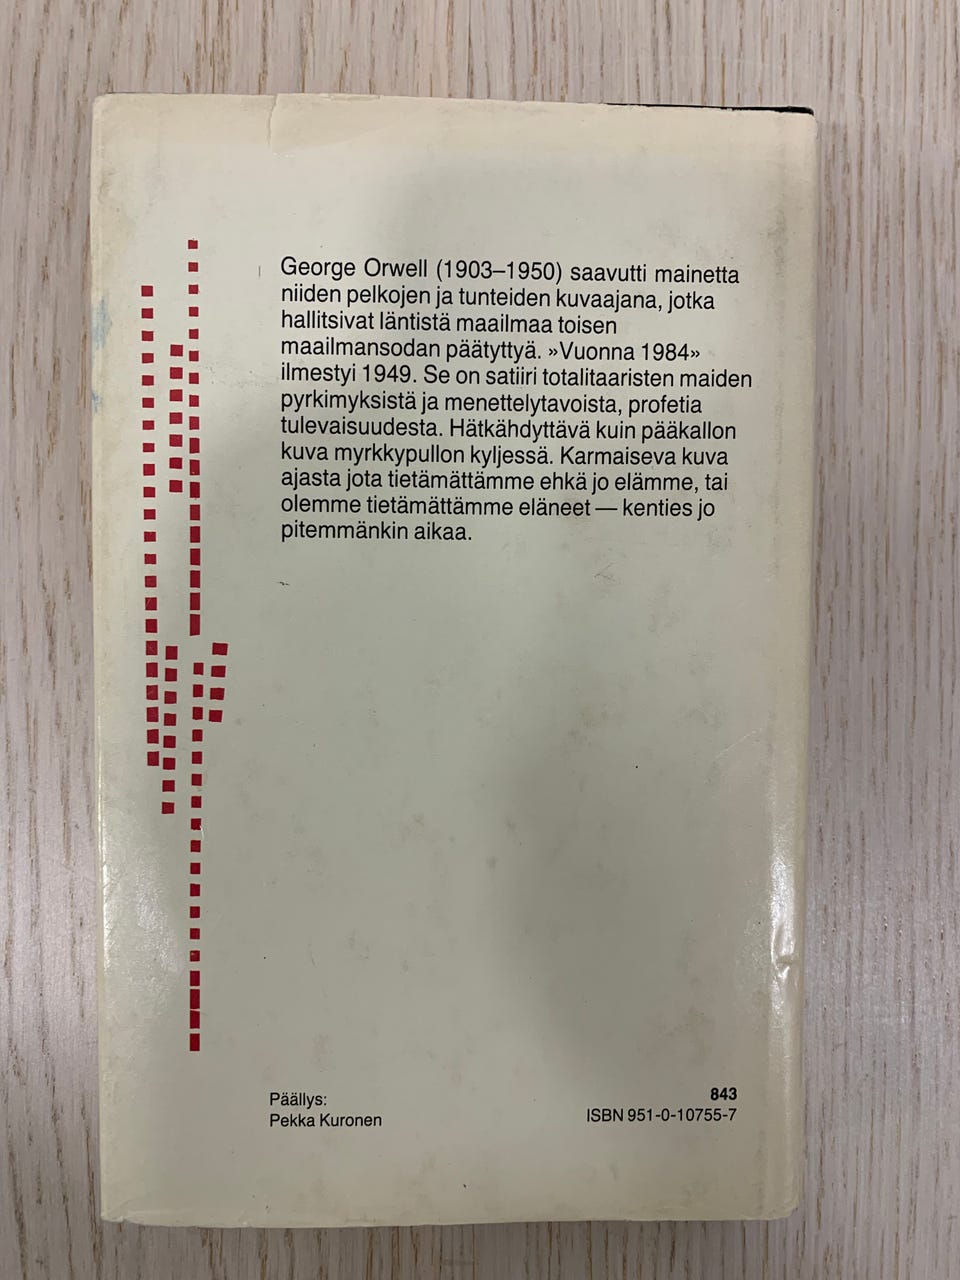 George Orwell (1903–1950) saavutti mainetta
niiden pelkojen ja tunteiden kuvaajana, jotka
hallitsivat läntistä maailmaa toisen
maailmansodan päätyttyä. »Vuonna 1984»
ilmestyi 1949. Se on satiiri totalitaaristen maiden
pyrkimyksistä ja menettelytavoista, profetia
tulevaisuudesta. Hätkähdyttävä kuin pääkallon
kuva myrkkypullon kyljessä. Karmaiseva kuva
ajasta jota tietämättämme ehkä jo elämme, tai
olemme tietämättämme eläneet — kenties jo
pitemmänkin aikaa.
Päällys:
Pekka Kuronen
843
ISBN 951-0-10755-7